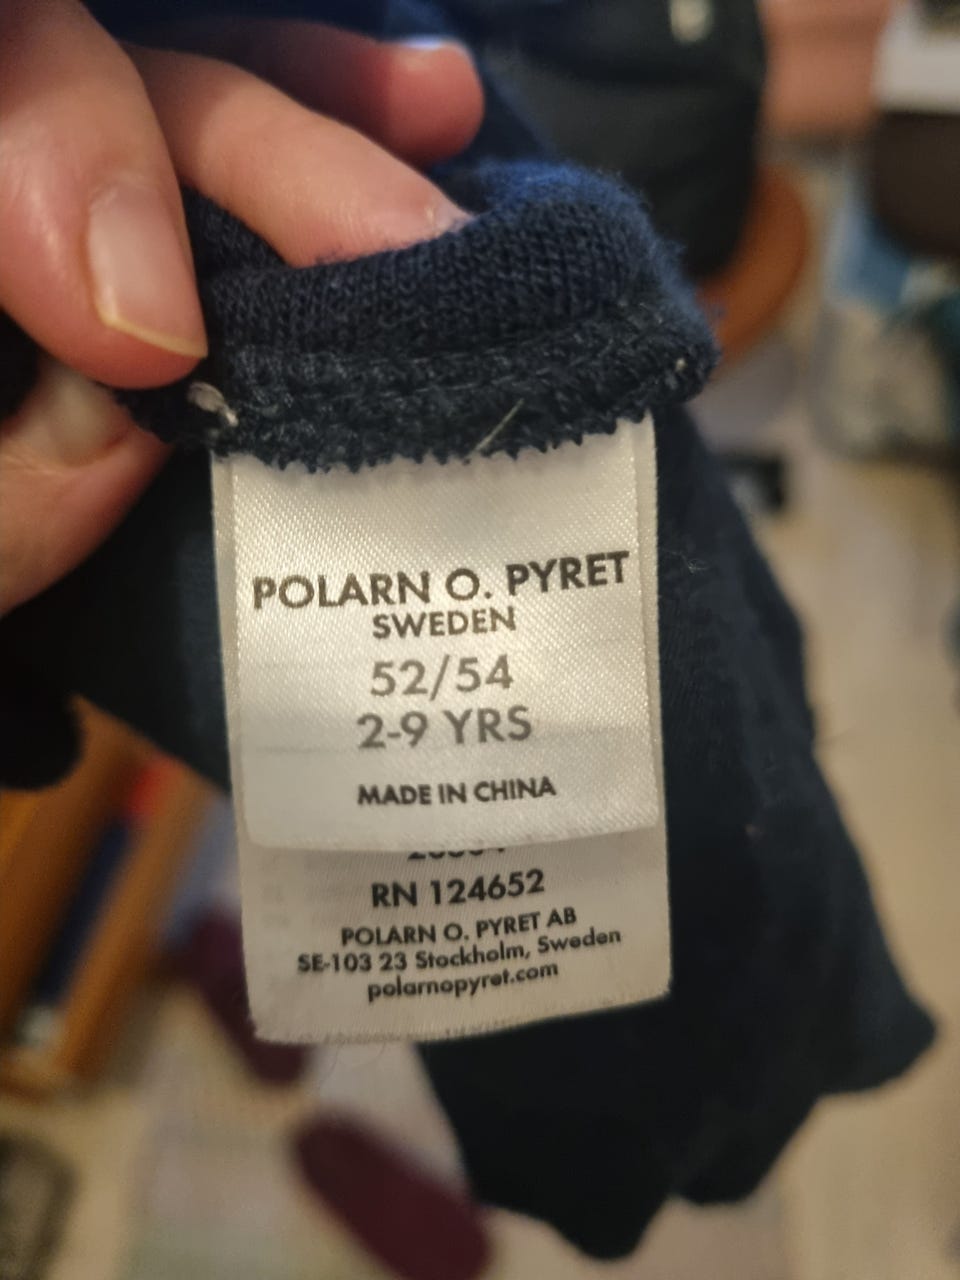 POLARN O. PYRET
SWEDEN
52/54
2-9 YRS
MADE IN CHINA
RN 124652
POLARN O. PYRET AB
SE-103 23 Stockholm, Sweden
polarnopyret.com